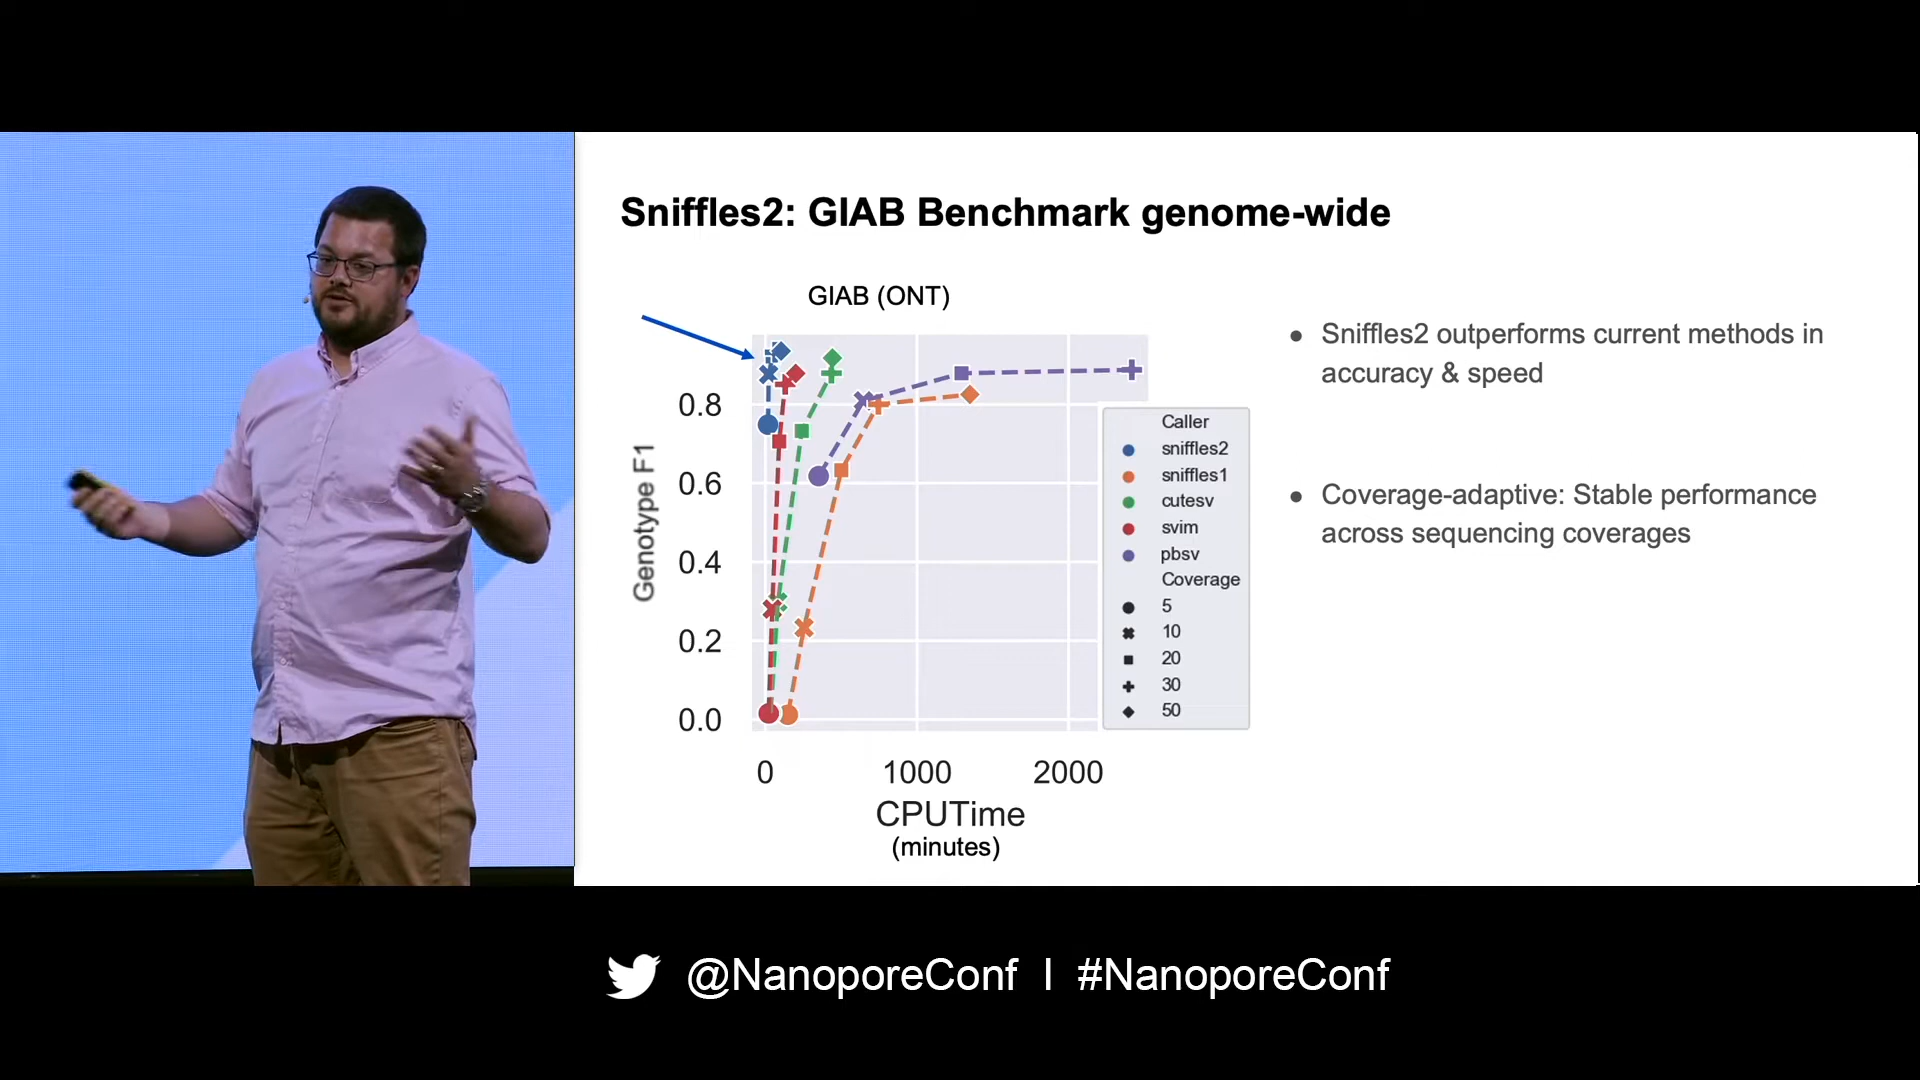 Sniffles2: GIAB Benchmark genome-wide
GIAB (ONT)
Genotype F1
0.8
0.6
0.4
0.2
0.0
0
1000
2000
CPUTime
(minutes)
Caller
sniffles2
sniffles1
cutesv
svim
pbsv
Coverage
5
10
20
30
50
● Sniffles2 outperforms current methods in
accuracy & speed
● Coverage-adaptive: Stable performance
across sequencing coverages
@NanoporeConf | #NanoporeConf